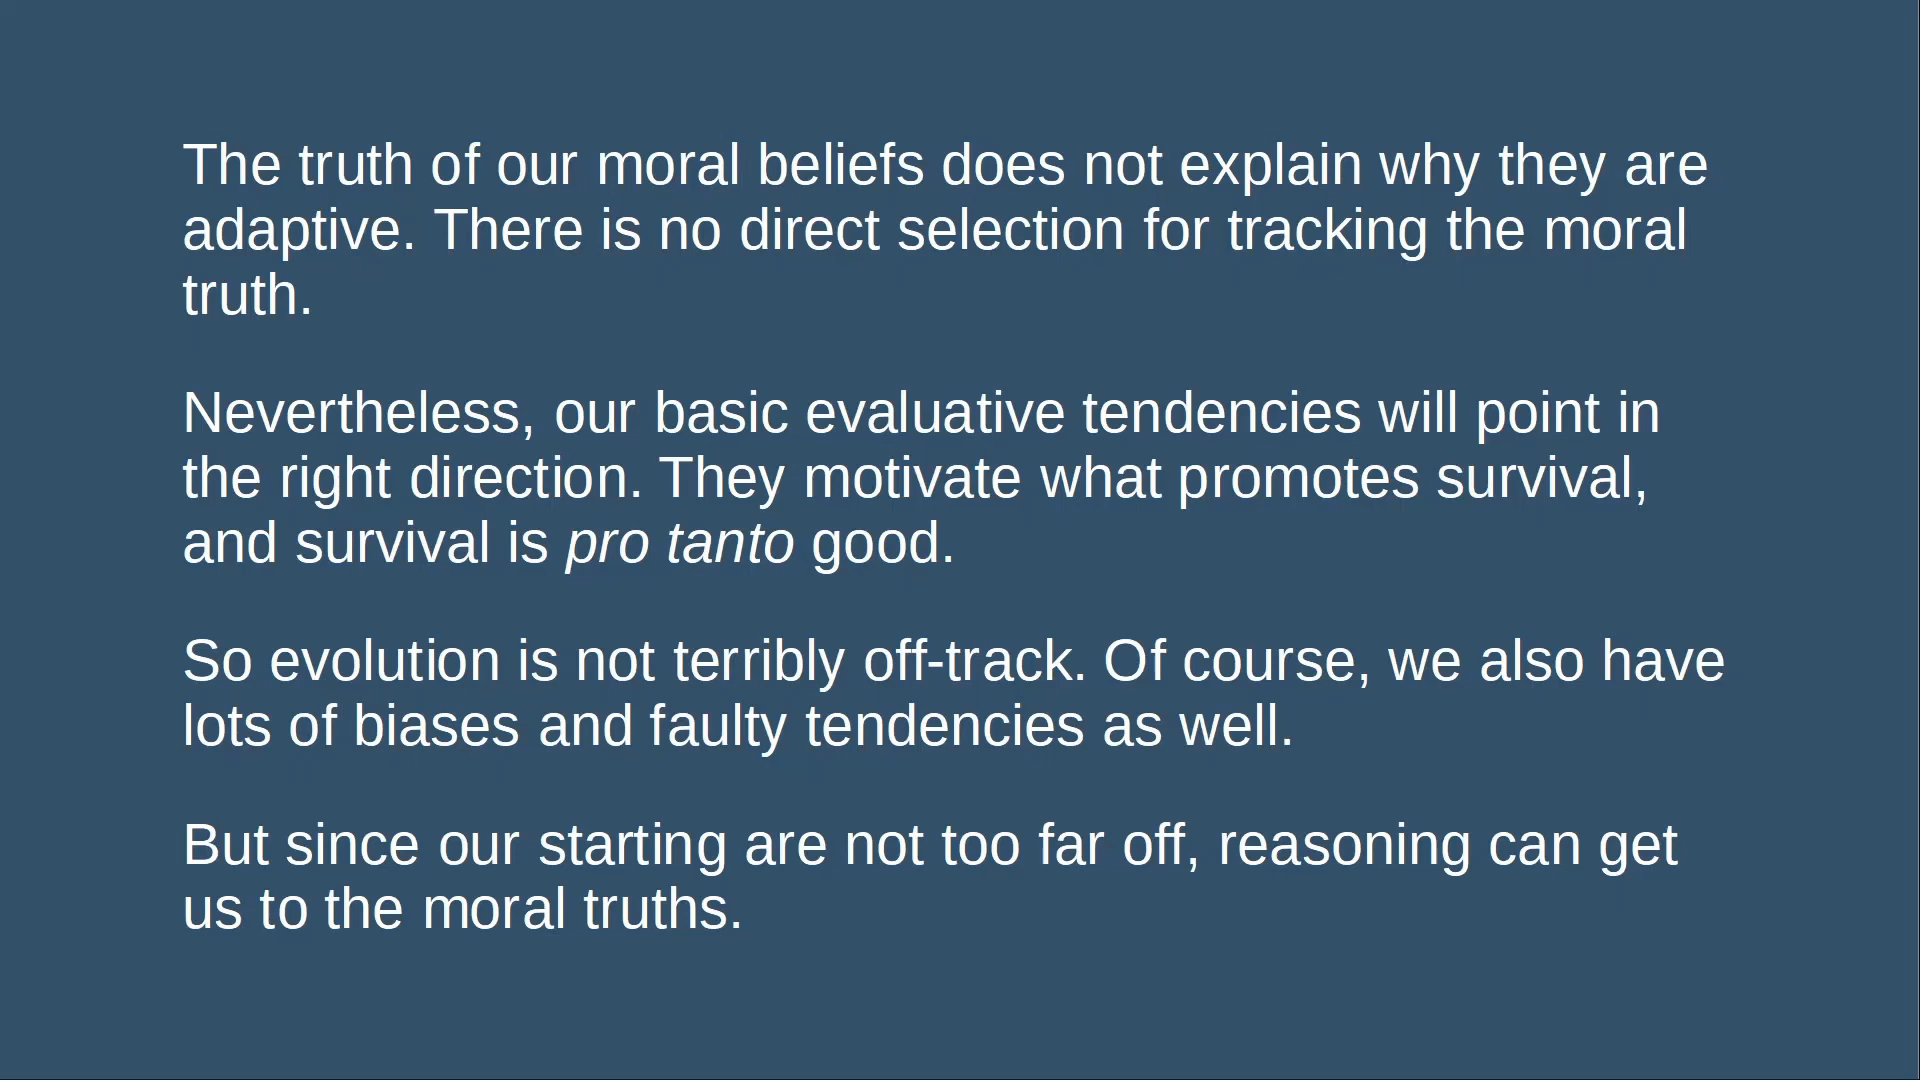 The truth of our moral beliefs does not explain why they are
adaptive. There is no direct selection for tracking the moral
truth.
Nevertheless, our basic evaluative tendencies will point in
the right direction. They motivate what promotes survival,
and survival is pro tanto good.
So evolution is not terribly off-track. Of course, we also have
lots of biases and faulty tendencies as well.
But since our starting are not too far off, reasoning can get
us to the moral truths.